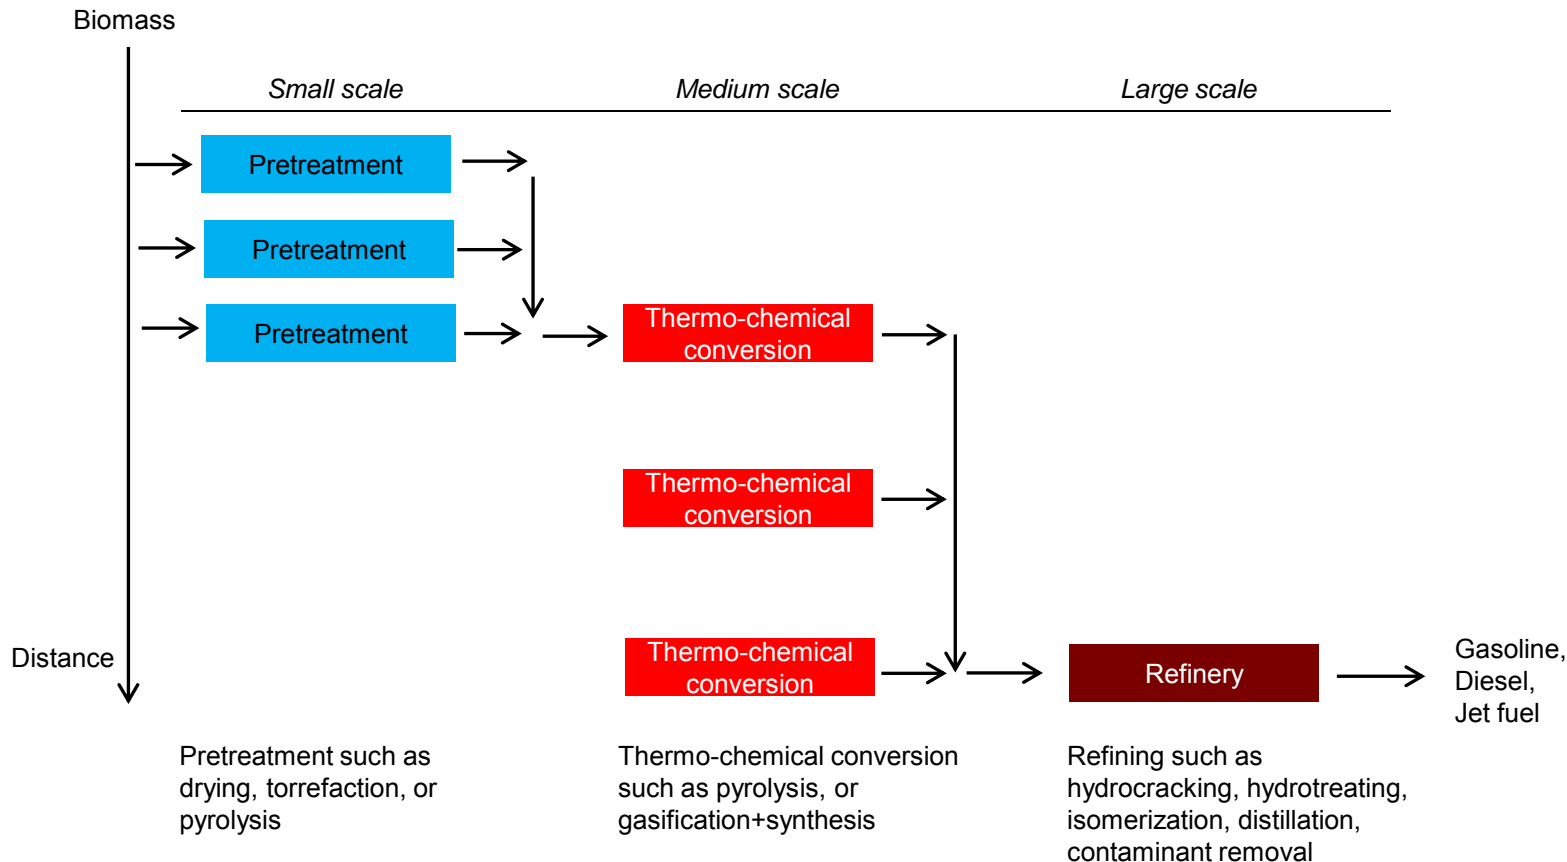 Biomass
Small scale
Medium scale
Large scale
Pretreatment
Pretreatment
Pretreatment
Thermo-chemical
conversion
Thermo-chemical
conversion
Thermo-chemical
conversion
Distance
Refinery
Gasoline,
Diesel,
Jet fuel
Pretreatment such as
drying, torrefaction, or
pyrolysis
Thermo-chemical conversion
such as pyrolysis, or
gasification+synthesis
Refining such as
hydrocracking, hydrotreating,
isomerization, distillation,
contaminant removal